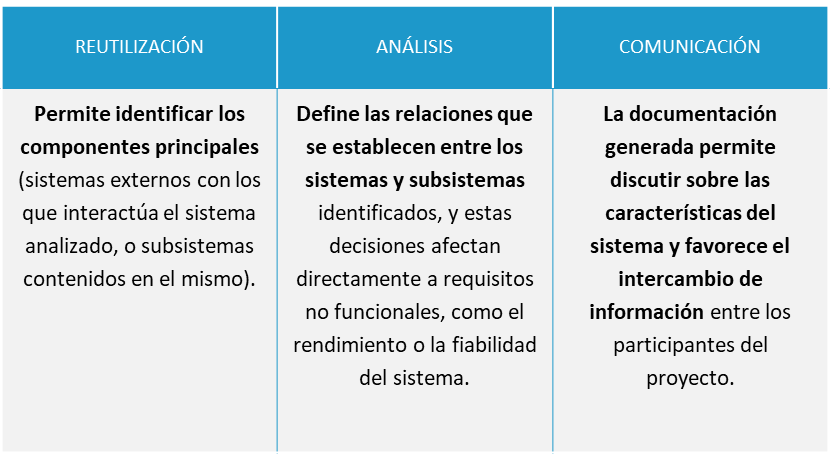 REUTILIZACIÓN
ANÁLISIS
COMUNICACIÓN
Permite identificar los
componentes principales
(sistemas externos con los
que interactúa el sistema
analizado, o subsistemas
contenidos en el mismo).
Define las relaciones que
se establecen entre los
sistemas y subsistemas
identificados, y estas
decisiones afectan
directamente a requisitos
no funcionales, como el
rendimiento o la fiabilidad
del sistema.
La documentación
generada permite
discutir sobre las
características del
sistema y favorece el
intercambio de
información entre los
participantes del
proyecto.